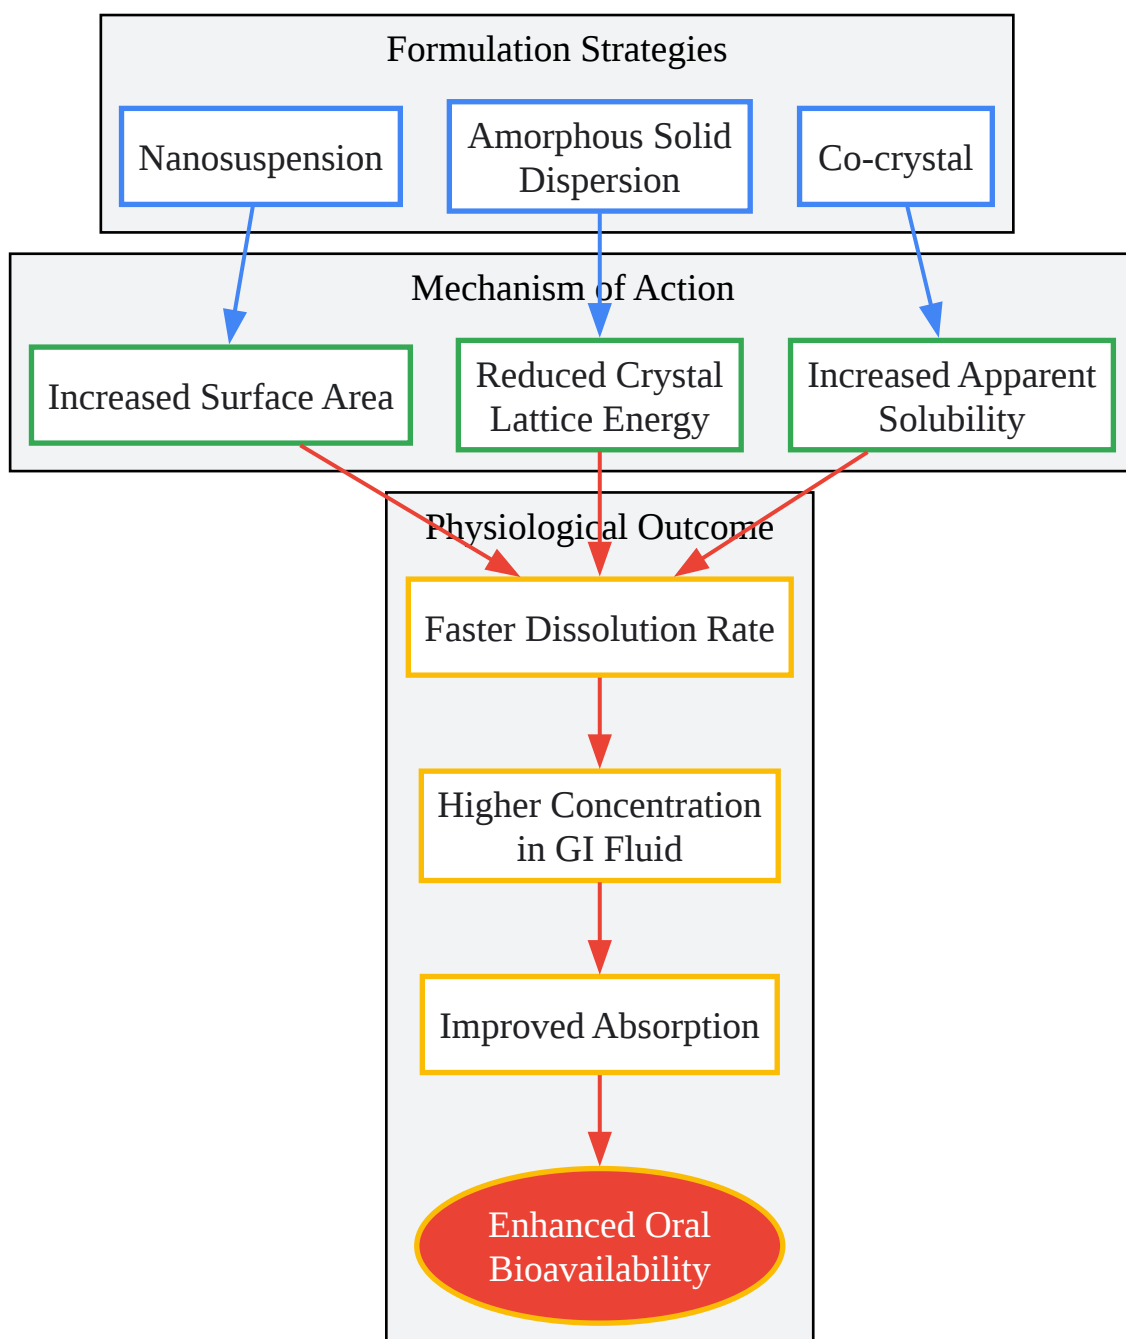 Formulation Strategies
Nanosuspension
Amorphous Solid
Dispersion
Co-crystal
Mechanism of Action
Increased Surface Area
Reduced Crystal
Lattice Energy
Increased Apparent
Solubility
Physiological Outcome
Faster Dissolution Rate
Higher Concentration
in GI Fluid
Improved Absorption
Enhanced Oral
Bioavailability